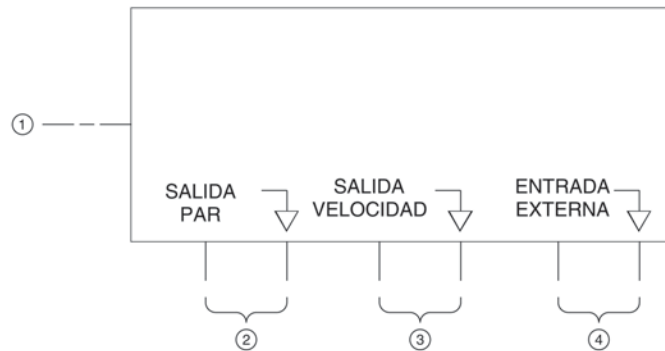 ①
SALIDA
PAR
SALIDA
VELOCIDAD
ENTRADA
EXTERNA
②
③
④